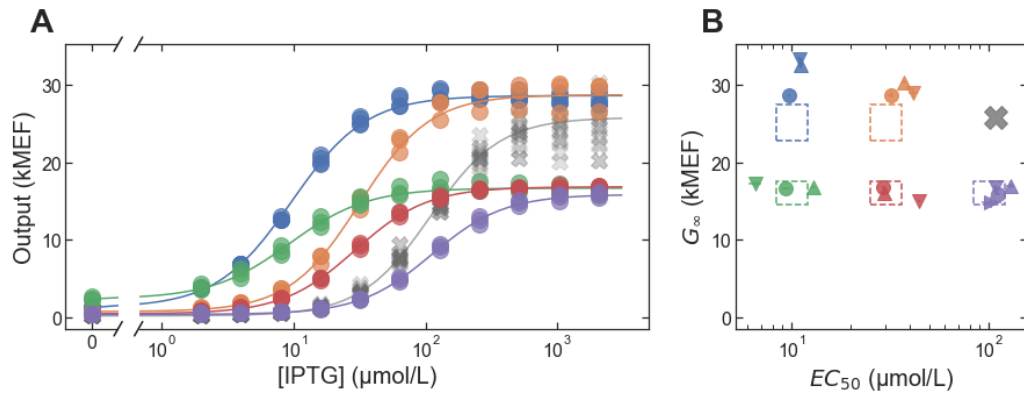 A
B
Output (kMEF)
30
20
10
0
0
10⁰
10¹
10²
10³
[IPTG] (μmol/L)
G∞ (kMEF)
30
20
10
0
10¹
10²
EC₅₀ (μmol/L)